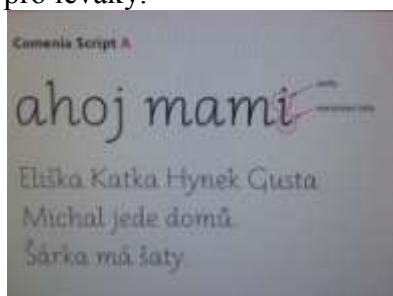 pro leváky.
Comenia Script A
ahoj mami
Eliška Katka Hynek Gusta
Michal jede domů.
Šárka má šaty.